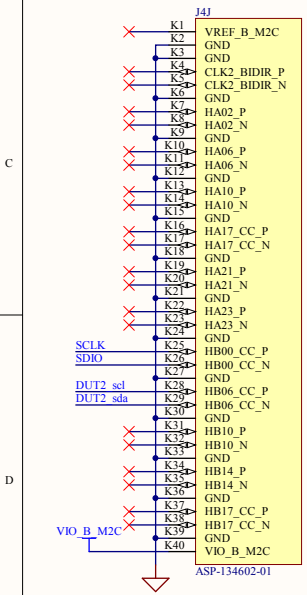 J4J
K1 VREF_B_M2C
K2 GND
K3 GND
K4 CLK2_BIDIR_P
K5 CLK2_BIDIR_N
K6 GND
K7 HA02_P
K8 HA02_N
K9 GND
K10 HA06_P
K11 HA06_N
K12 GND
K13 HA10_P
K14 HA10_N
K15 GND
K16 HA17_CC_P
K17 HA17_CC_N
K18 GND
K19 HA21_P
K20 HA21_N
K21 GND
K22 HA23_P
K23 HA23_N
K24 GND
SCLK K25 HB00_CC_P
SDIO K26 HB00_CC_N
K27 GND
DUT2_scl K28 HB06_CC_P
DUT2_sda K29 HB06_CC_N
K30 GND
K31 HB10_P
K32 HB10_N
K33 GND
K34 HB14_P
K35 HB14_N
K36 GND
K37 HB17_CC_P
K38 HB17_CC_N
VIO_B_M2C K39 GND
K40 VIO_B_M2C
ASP-134602-01
C
D